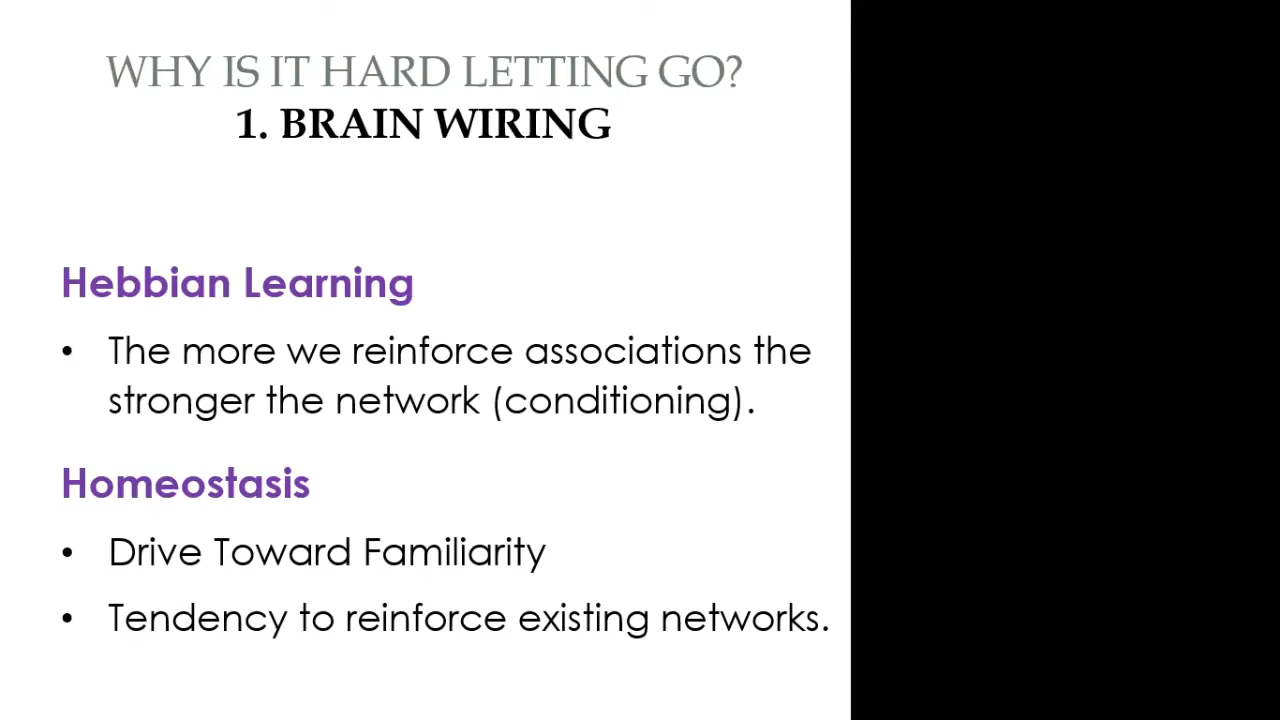 WHY IS IT HARD LETTING GO?
1. BRAIN WIRING
Hebbian Learning
• The more we reinforce associations the
stronger the network (conditioning).
Homeostasis
• Drive Toward Familiarity
• Tendency to reinforce existing networks.